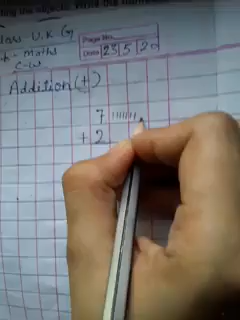 Class - U.K.G
Sub - Maths
C-W
Page No.
Date 23 5 20
Addition (+)
7
+ 2